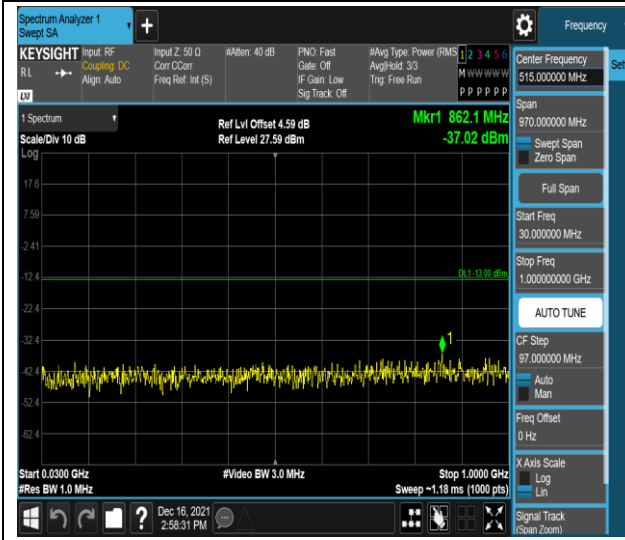 Spectrum Analyzer 1
Swept SA
+
Frequency
KEYSIGHT
RL
LXI
Input: RF
Coupling: DC
Align: Auto
Input Z: 50 Ω
Corr CCorr
Freq Ref: Int (S)
#Atten: 40 dB
PNO: Fast
Gate: Off
IF Gain: Low
Sig Track: Off
#Avg Type: Power (RMS
Avg|Hold: 3/3
Trig: Free Run
1 2 3 4 5 6
M W W W W W
P P P P P P
Center Frequency
515.000000 MHz
Set
Span
970.000000 MHz
Swept Span
Zero Span
Full Span
Start Freq
30.000000 MHz
Stop Freq
1.000000000 GHz
AUTO TUNE
CF Step
97.000000 MHz
Auto
Man
Freq Offset
0 Hz
X Axis Scale
Log
Lin
Signal Track
(Span Zoom)
1 Spectrum
Scale/Div 10 dB
Log
Ref Lvl Offset 4.59 dB
Ref Level 27.59 dBm
Mkr1 862.1 MHz
-37.02 dBm
17.6
7.59
-2.41
-12.4
DL1 -13.00 dBm
-22.4
-32.4
1
-42.4
-52.4
-62.4
Start 0.0300 GHz
#Video BW 3.0 MHz
Stop 1.0000 GHz
#Res BW 1.0 MHz
Sweep ~1.18 ms (1000 pts)
?
Dec 16, 2021
2:58:31 PM